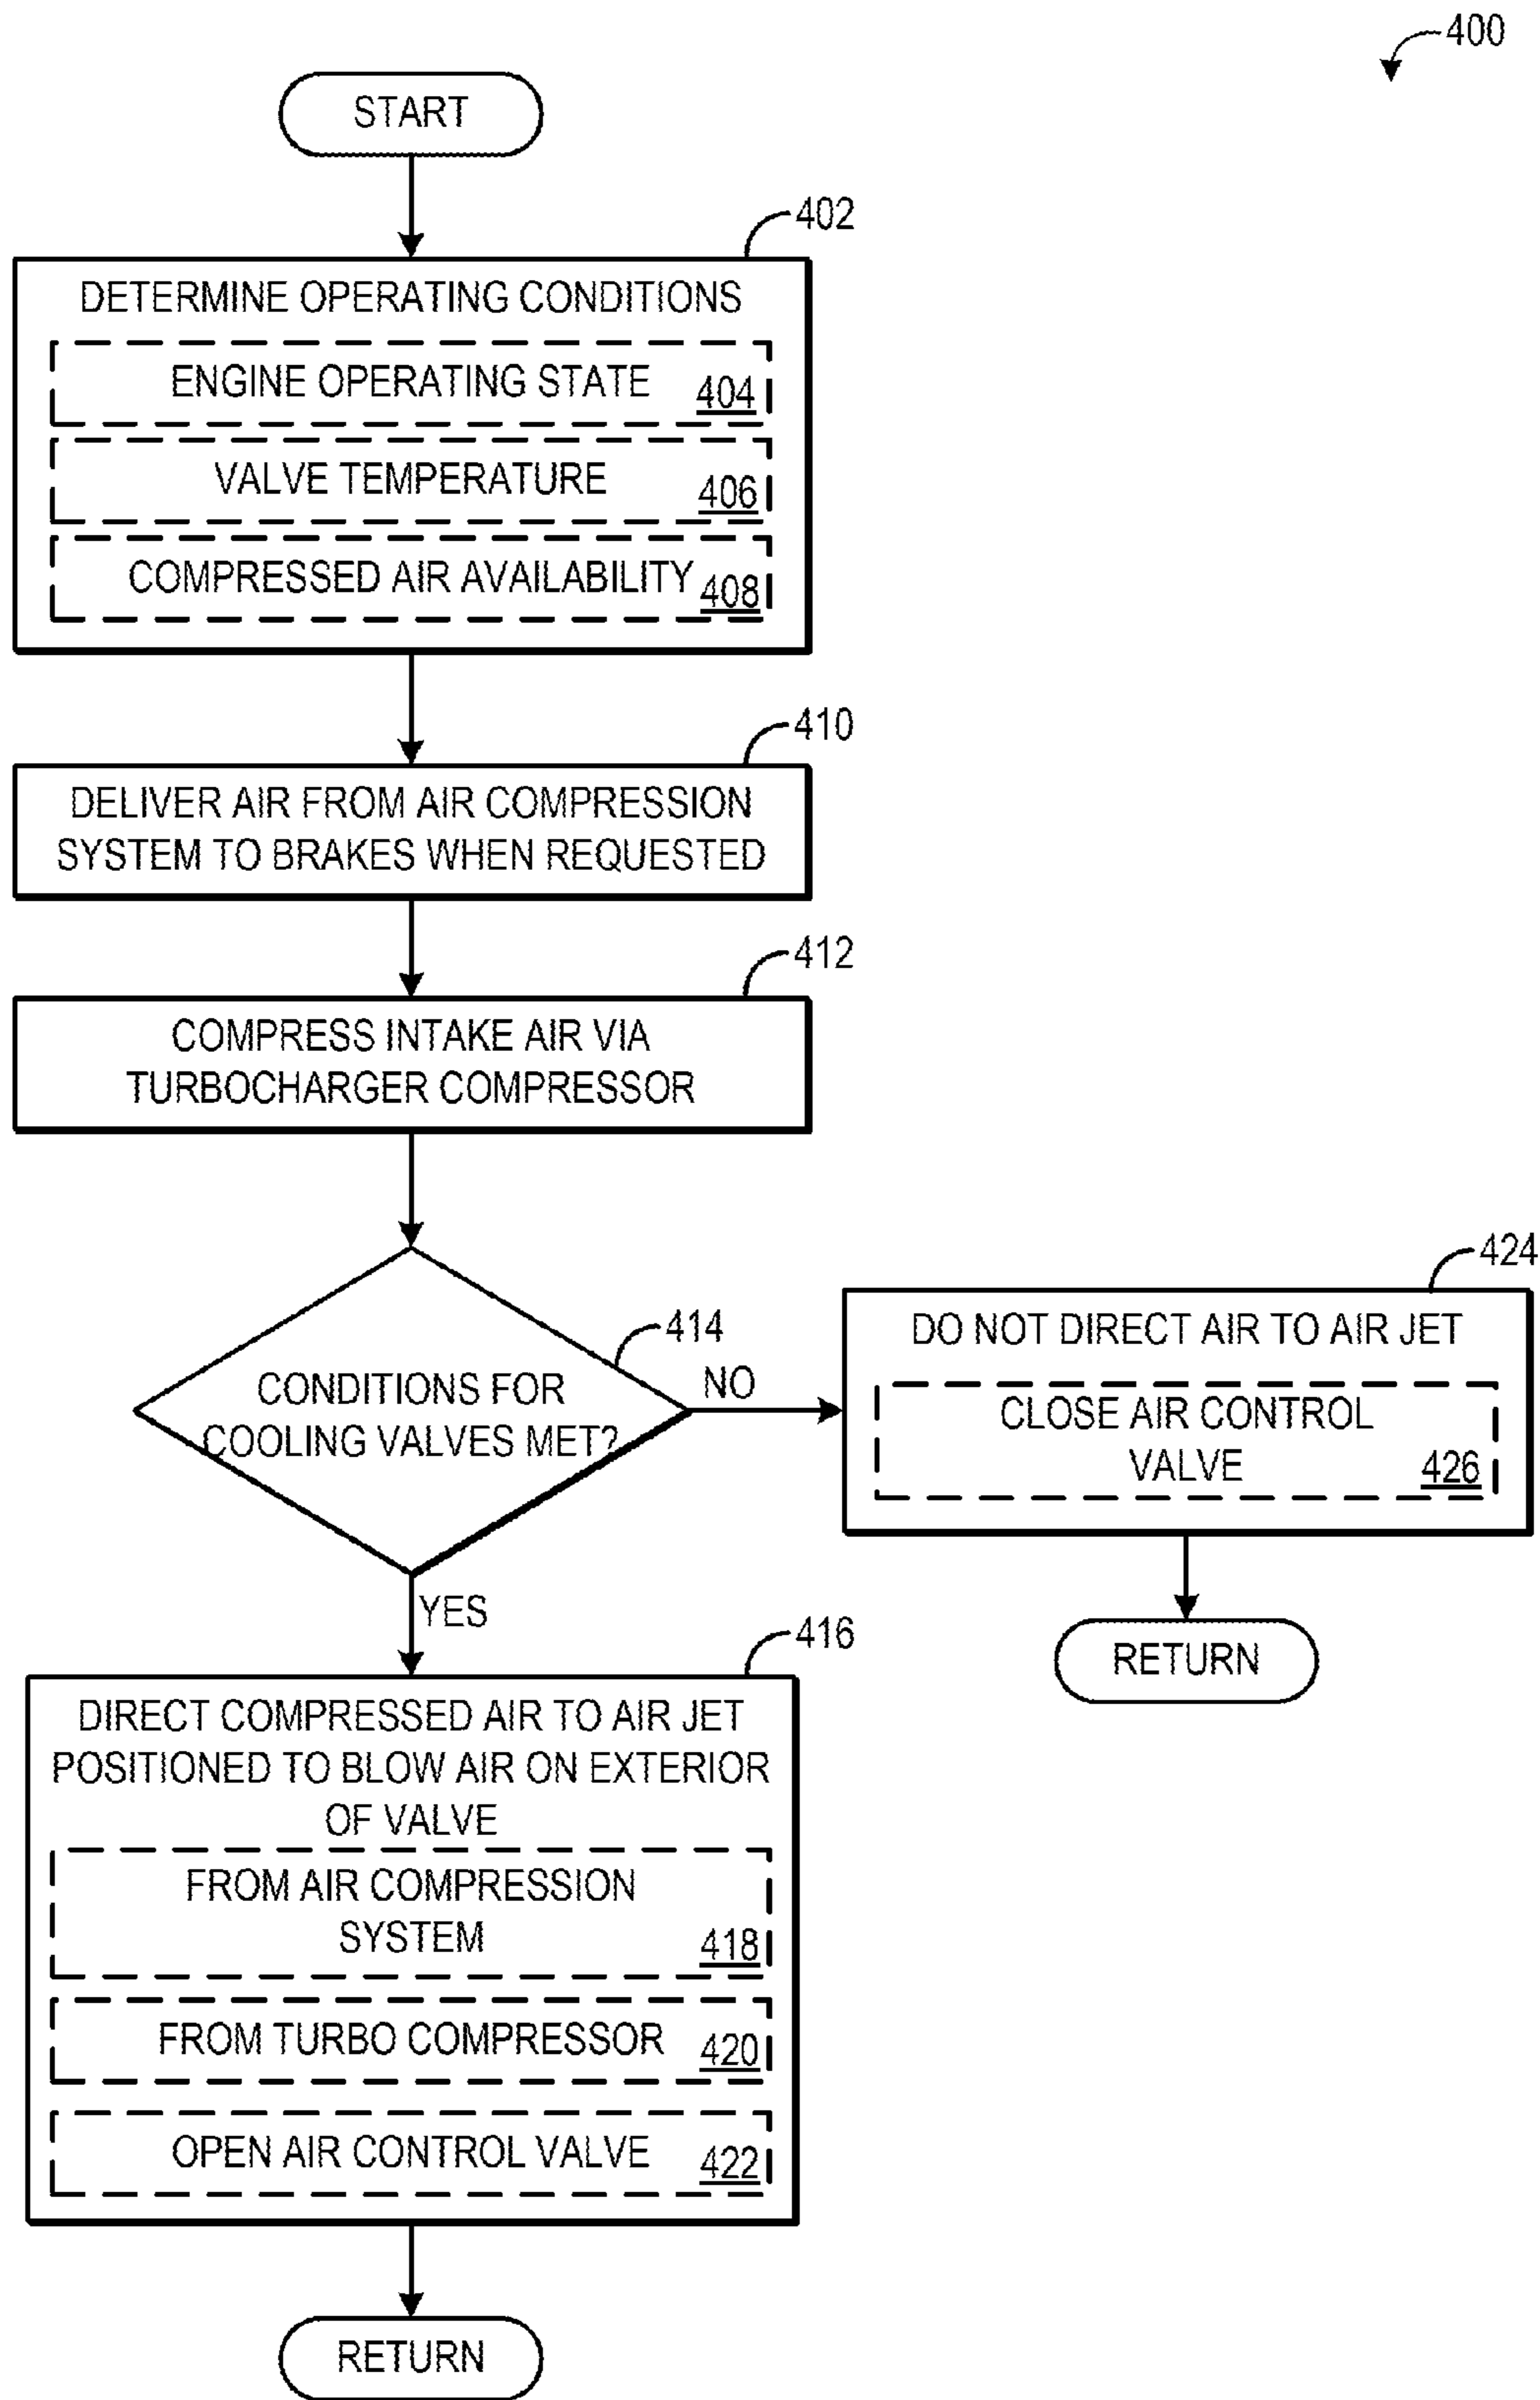 400
START
402
DETERMINE OPERATING CONDITIONS
ENGINE OPERATING STATE 404
VALVE TEMPERATURE 406
COMPRESSED AIR AVAILABILITY 408
410
DELIVER AIR FROM AIR COMPRESSION
SYSTEM TO BRAKES WHEN REQUESTED
412
COMPRESS INTAKE AIR VIA
TURBOCHARGER COMPRESSOR
414
CONDITIONS FOR
COOLING VALVES MET?
NO
424
DO NOT DIRECT AIR TO AIR JET
CLOSE AIR CONTROL
VALVE 426
RETURN
YES
416
DIRECT COMPRESSED AIR TO AIR JET
POSITIONED TO BLOW AIR ON EXTERIOR
OF VALVE
FROM AIR COMPRESSION
SYSTEM 418
FROM TURBO COMPRESSOR 420
OPEN AIR CONTROL VALVE 422
RETURN